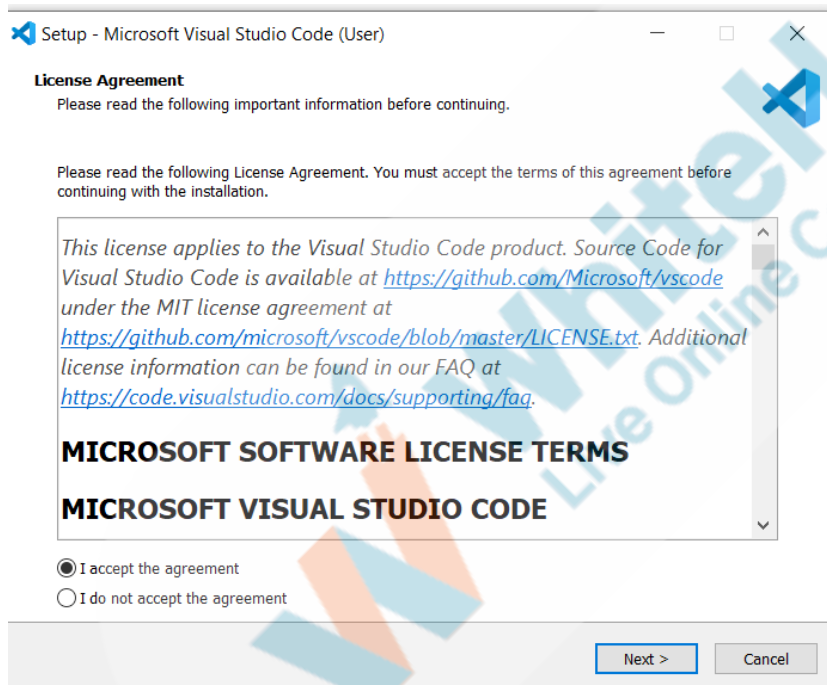 Setup - Microsoft Visual Studio Code (User)
License Agreement
Please read the following important information before continuing.
Please read the following License Agreement. You must accept the terms of this agreement before
continuing with the installation.
This license applies to the Visual Studio Code product. Source Code for
Visual Studio Code is available at https://github.com/Microsoft/vscode
under the MIT license agreement at
https://github.com/microsoft/vscode/blob/master/LICENSE.txt. Additional
license information can be found in our FAQ at
https://code.visualstudio.com/docs/supporting/faq.
MICROSOFT SOFTWARE LICENSE TERMS
MICROSOFT VISUAL STUDIO CODE
I accept the agreement
I do not accept the agreement
Next >
Cancel
WhiteH
Live Online C